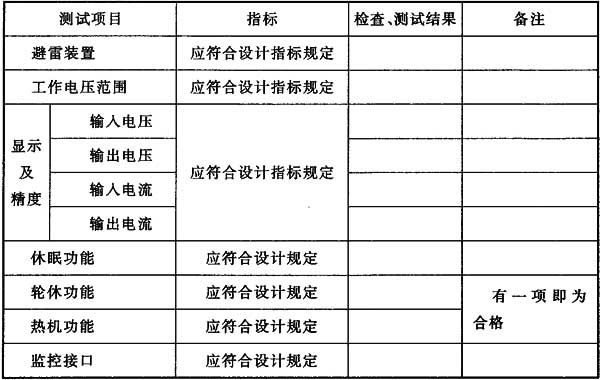 测试项目 指标 检查、测试结果 备注
避雷装置 应符合设计指标规定
工作电压范围 应符合设计指标规定
显示及精度 输入电压 应符合设计指标规定
输出电压
输入电流
输出电流
休眠功能 应符合设计规定
轮休功能 应符合设计规定 有一项即为合格
热机功能 应符合设计规定
监控接口 应符合设计规定